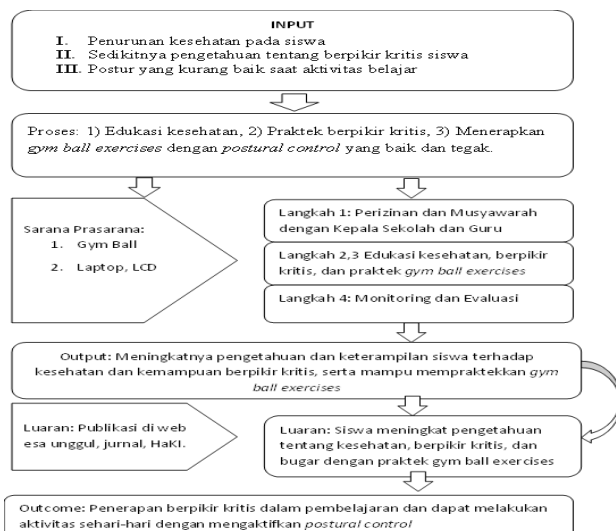 INPUT
I. Penurunan kesehatan pada siswa
II. Sedikitnya pengetahuan tentang berpikir kritis siswa
III. Postur yang kurang baik saat aktivitas belajar
Proses: 1) Edukasi kesehatan, 2) Praktek berpikir kritis, 3) Menerapkan
gym ball exercises dengan postural control yang baik dan tegak.
Sarana Prasarana:
1. Gym Ball
2. Laptop, LCD
Langkah 1: Perizinan dan Musyawarah
dengan Kepala Sekolah dan Guru
Langkah 2,3 Edukasi kesehatan, berpikir
kritis, dan praktek gym ball exercises
Langkah 4: Monitoring dan Evaluasi
Output: Meningkatnya pengetahuan dan keterampilan siswa terhadap
kesehatan dan kemampuan berpikir kritis, serta mampu mempraktekkan gym
ball exercises
Luaran: Publikasi di web
esa unggul, jurnal, HaKI.
Luaran: Siswa meningkat pengetahuan
tentang kesehatan, berpikir kritis, dan
bugar dengan praktek gym ball exercises
Outcome: Penerapan berpikir kritis dalam pembelajaran dan dapat melakukan
aktivitas sehari-hari dengan mengaktifkan postural control